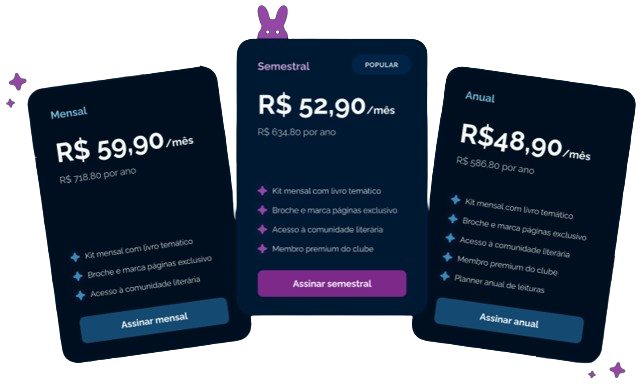 Mensal
R$ 59,90/mês
R$ 718,80 por ano
Kit mensal com livro temático
Broche e marca páginas exclusivo
Acesso à comunidade literária
Assinar mensal
Semestral
POPULAR
R$ 52,90/mês
R$ 634,80 por ano
Kit mensal com livro temático
Broche e marca páginas exclusivo
Acesso à comunidade literária
Membro premium do clube
Assinar semestral
Anual
R$48,90/mês
R$ 586,80 por ano
Kit mensal com livro temático
Broche e marca páginas exclusivo
Acesso à comunidade literária
Membro premium do clube
Planner anual de leituras
Assinar anual